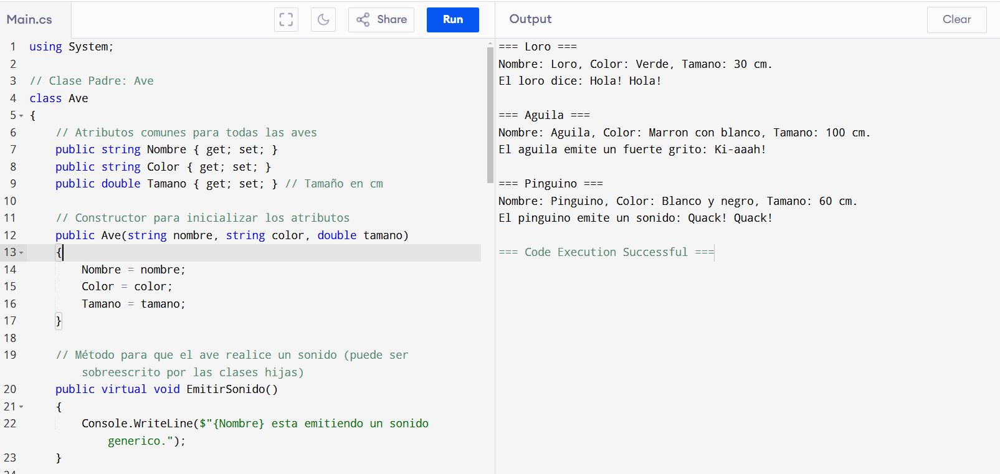 Main.cs
Share
Run
Output
Clear
1 using System;
2
3 // Clase Padre: Ave
4 class Ave
5 {
6 // Atributos comunes para todas las aves
7 public string Nombre { get; set; }
8 public string Color { get; set; }
9 public double Tamano { get; set; } // Tamaño en cm
10
11 // Constructor para inicializar los atributos
12 public Ave(string nombre, string color, double tamano)
13 {
14 Nombre = nombre;
15 Color = color;
16 Tamano = tamano;
17 }
18
19 // Método para que el ave realice un sonido (puede ser
sobreescrito por las clases hijas)
20 public virtual void EmitirSonido()
21 {
22 Console.WriteLine($"{Nombre} esta emitiendo un sonido
generico.");
23 }
=== Loro ===
Nombre: Loro, Color: Verde, Tamano: 30 cm.
El loro dice: Hola! Hola!
=== Aguila ===
Nombre: Aguila, Color: Marron con blanco, Tamano: 100 cm.
El aguila emite un fuerte grito: Ki-aaah!
=== Pinguino ===
Nombre: Pinguino, Color: Blanco y negro, Tamano: 60 cm.
El pinguino emite un sonido: Quack! Quack!
=== Code Execution Successful ===